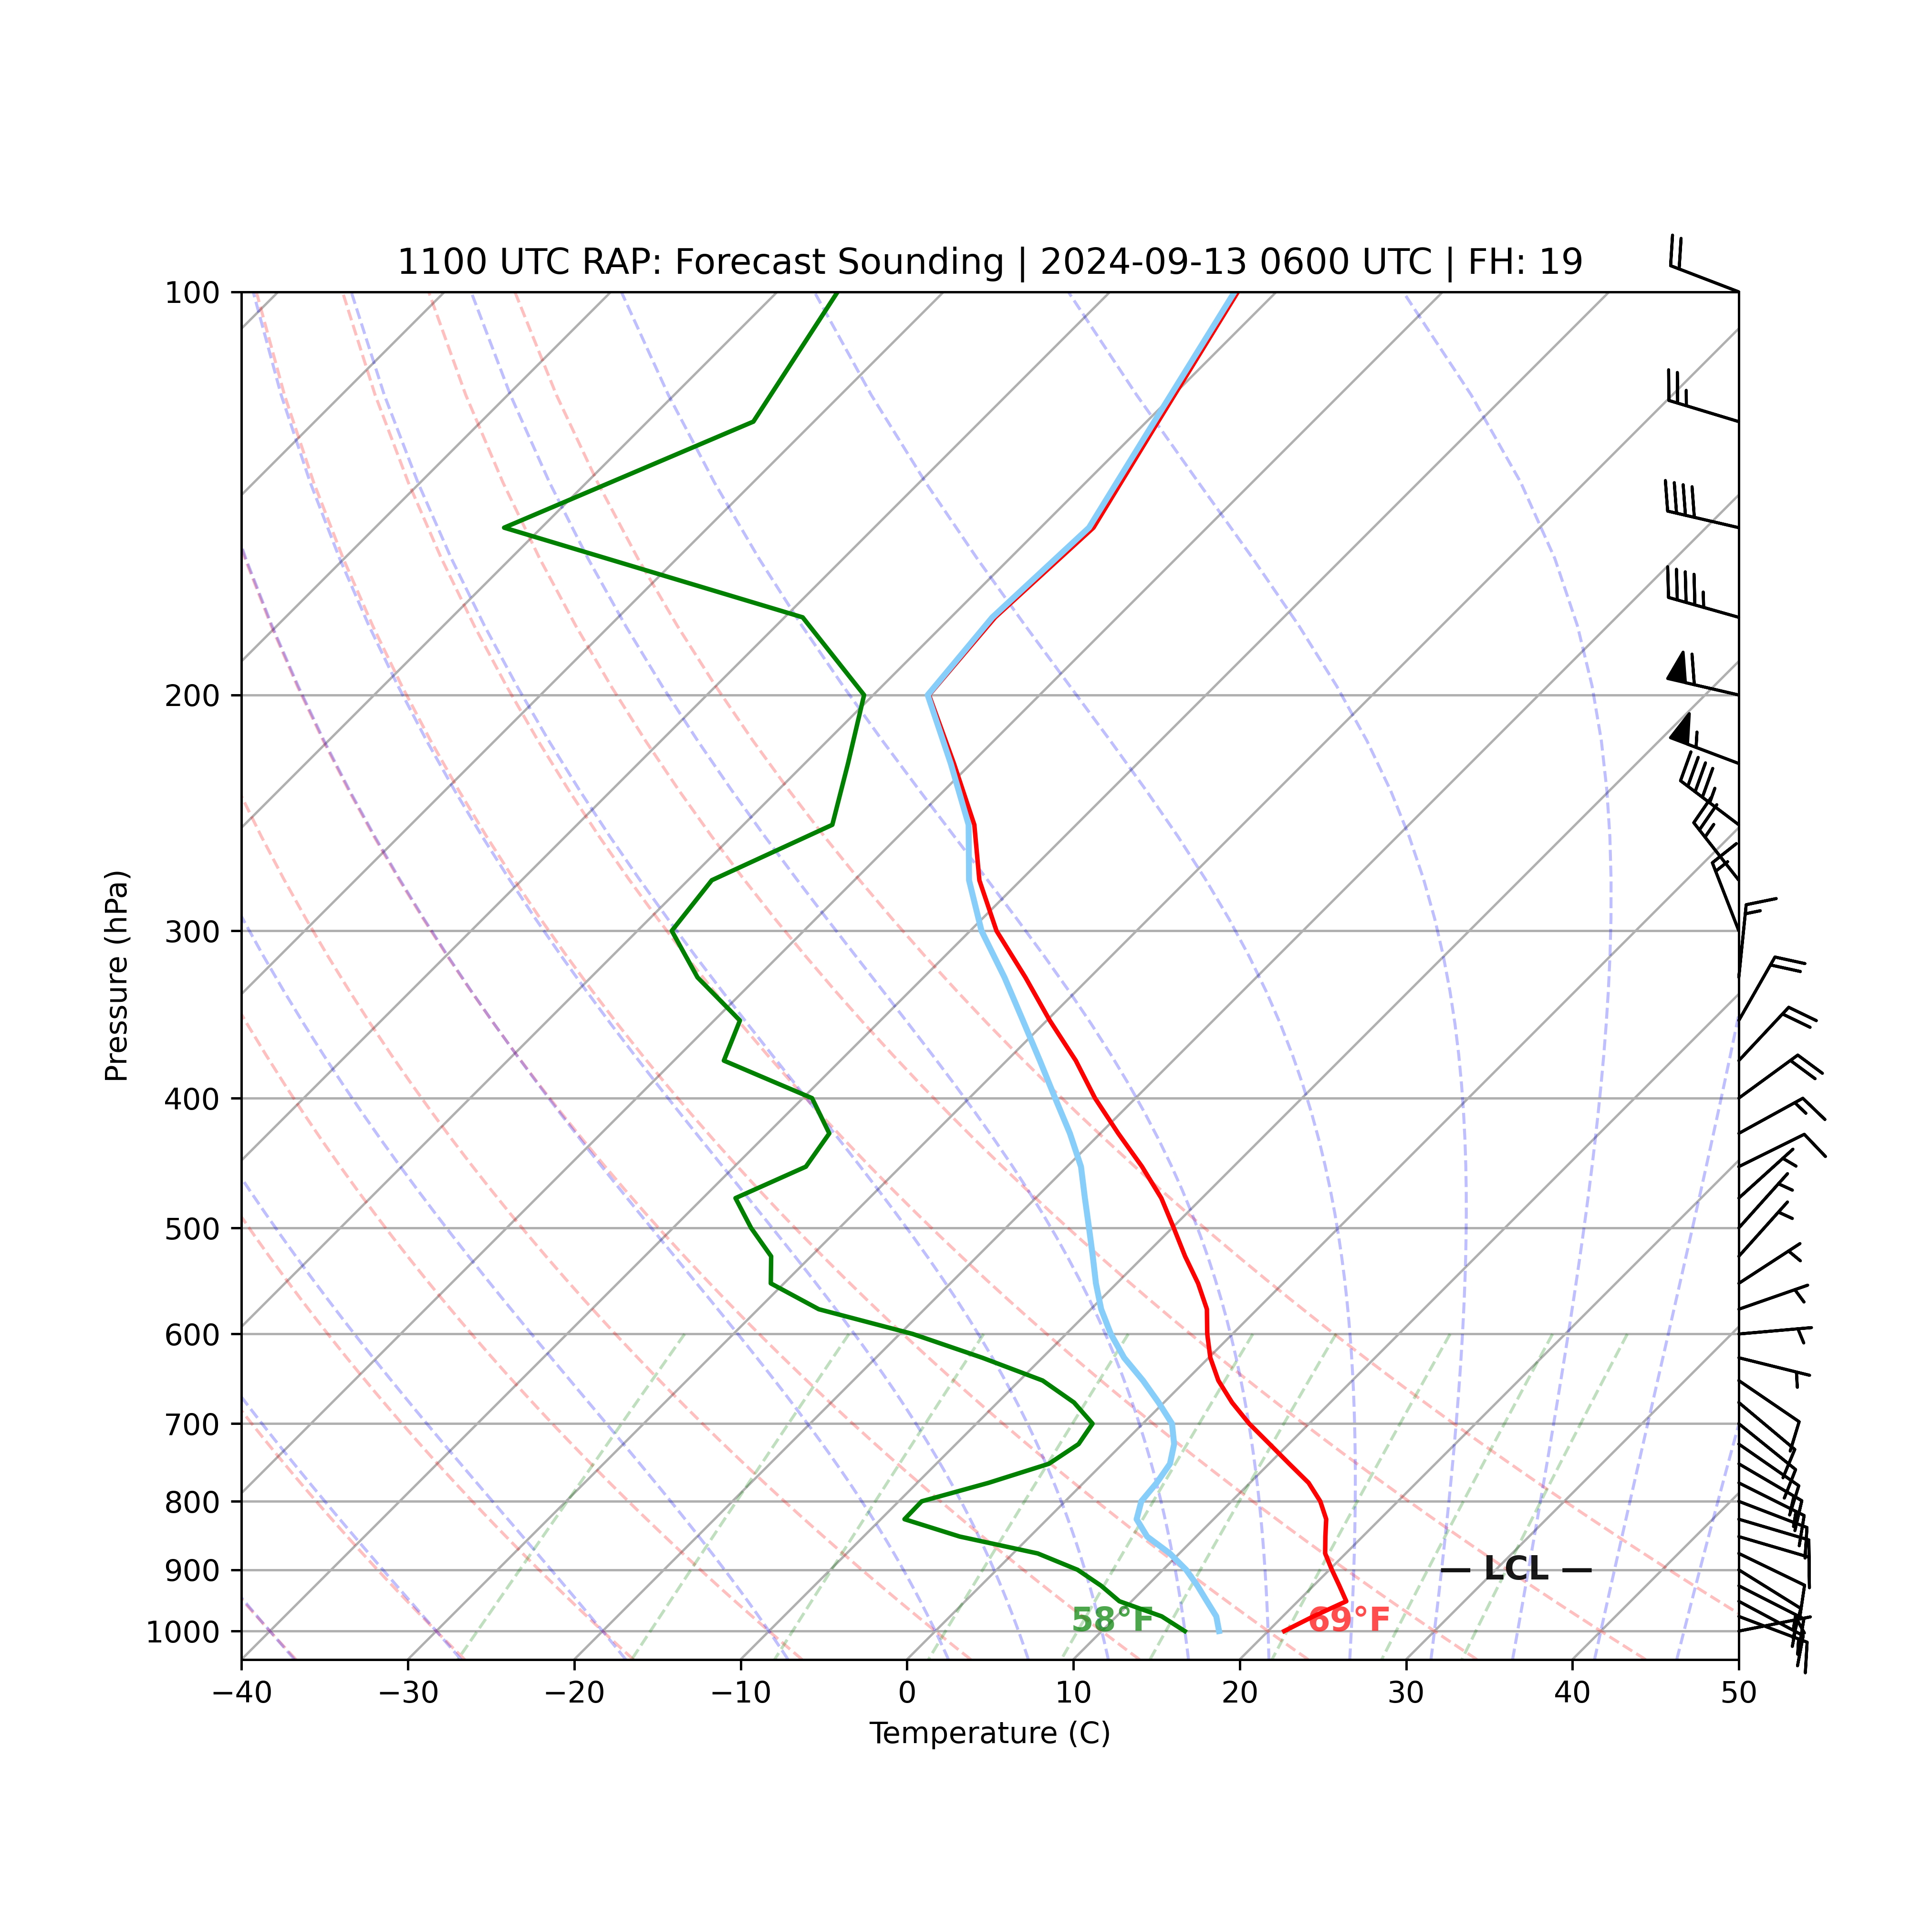 1100 UTC RAP: Forecast Sounding | 2024-09-13 0600 UTC | FH: 19
100
200
300
400
500
600
700
800
900
1000
Pressure (hPa)
— LCL —
58°F
69°F
−40 −30 −20 −10 0 10 20 30 40 50
Temperature (C)